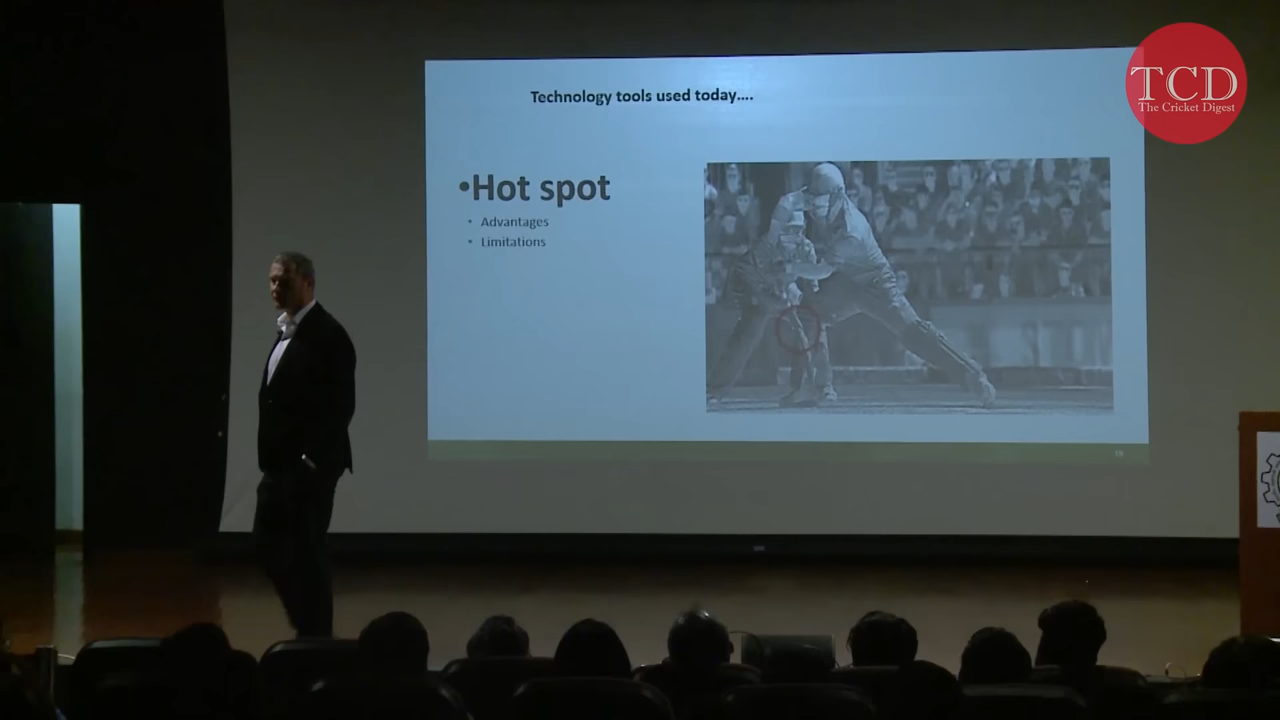 TCD
The Cricket Digest
Technology tools used today....
•Hot spot
• Advantages
• Limitations